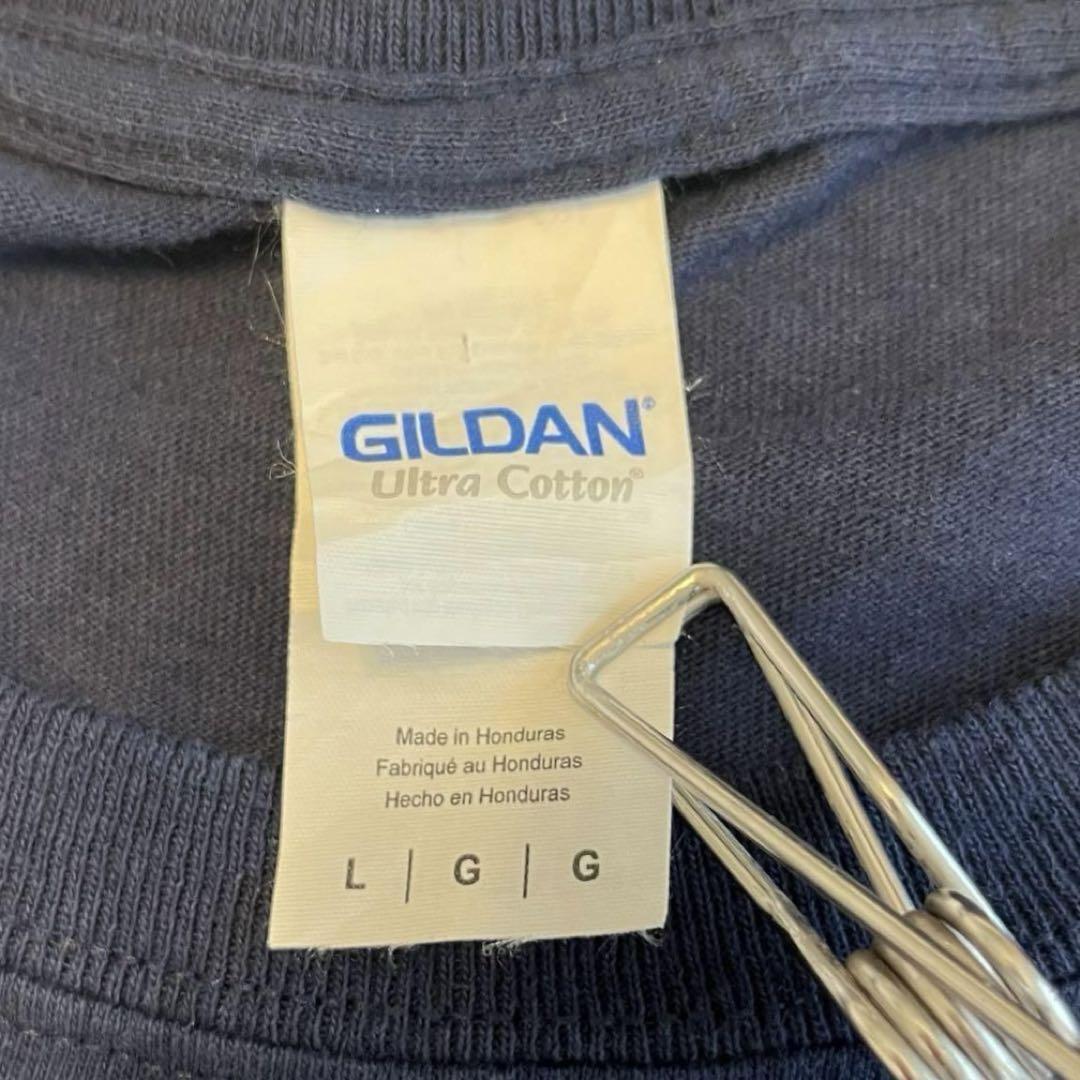 GILDAN®
Ultra Cotton®
Made in Honduras
Fabriqué au Honduras
Hecho en Honduras
L | G | G